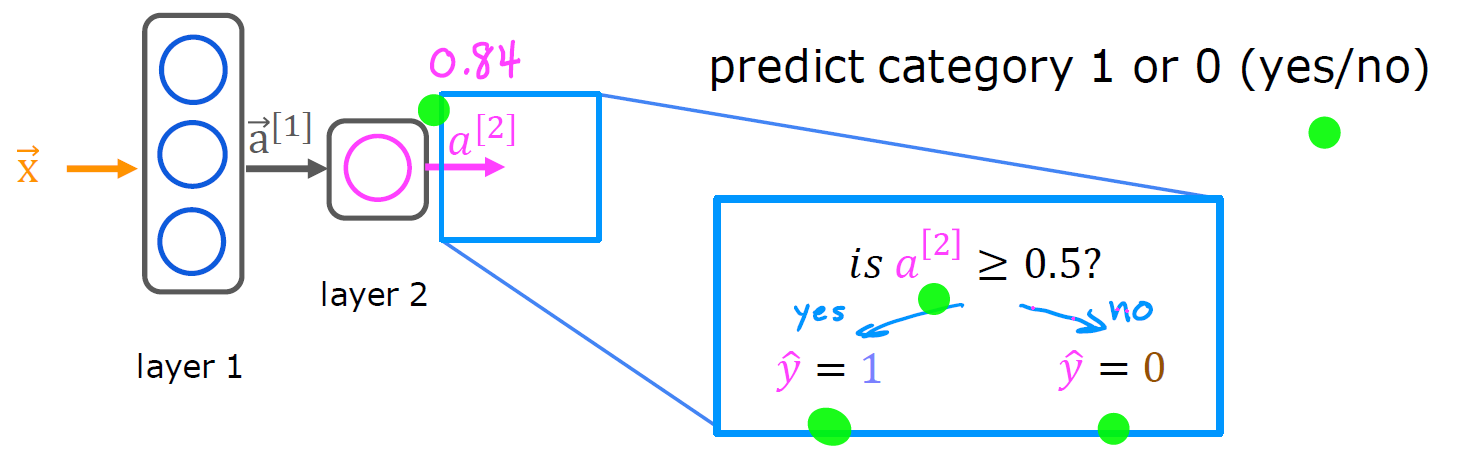 0.84
predict category 1 or 0 (yes/no)
x⃗
a⃗[1]
a[2]
is a[2] ≥ 0.5?
yes
no
ŷ = 1
ŷ = 0
layer 2
layer 1